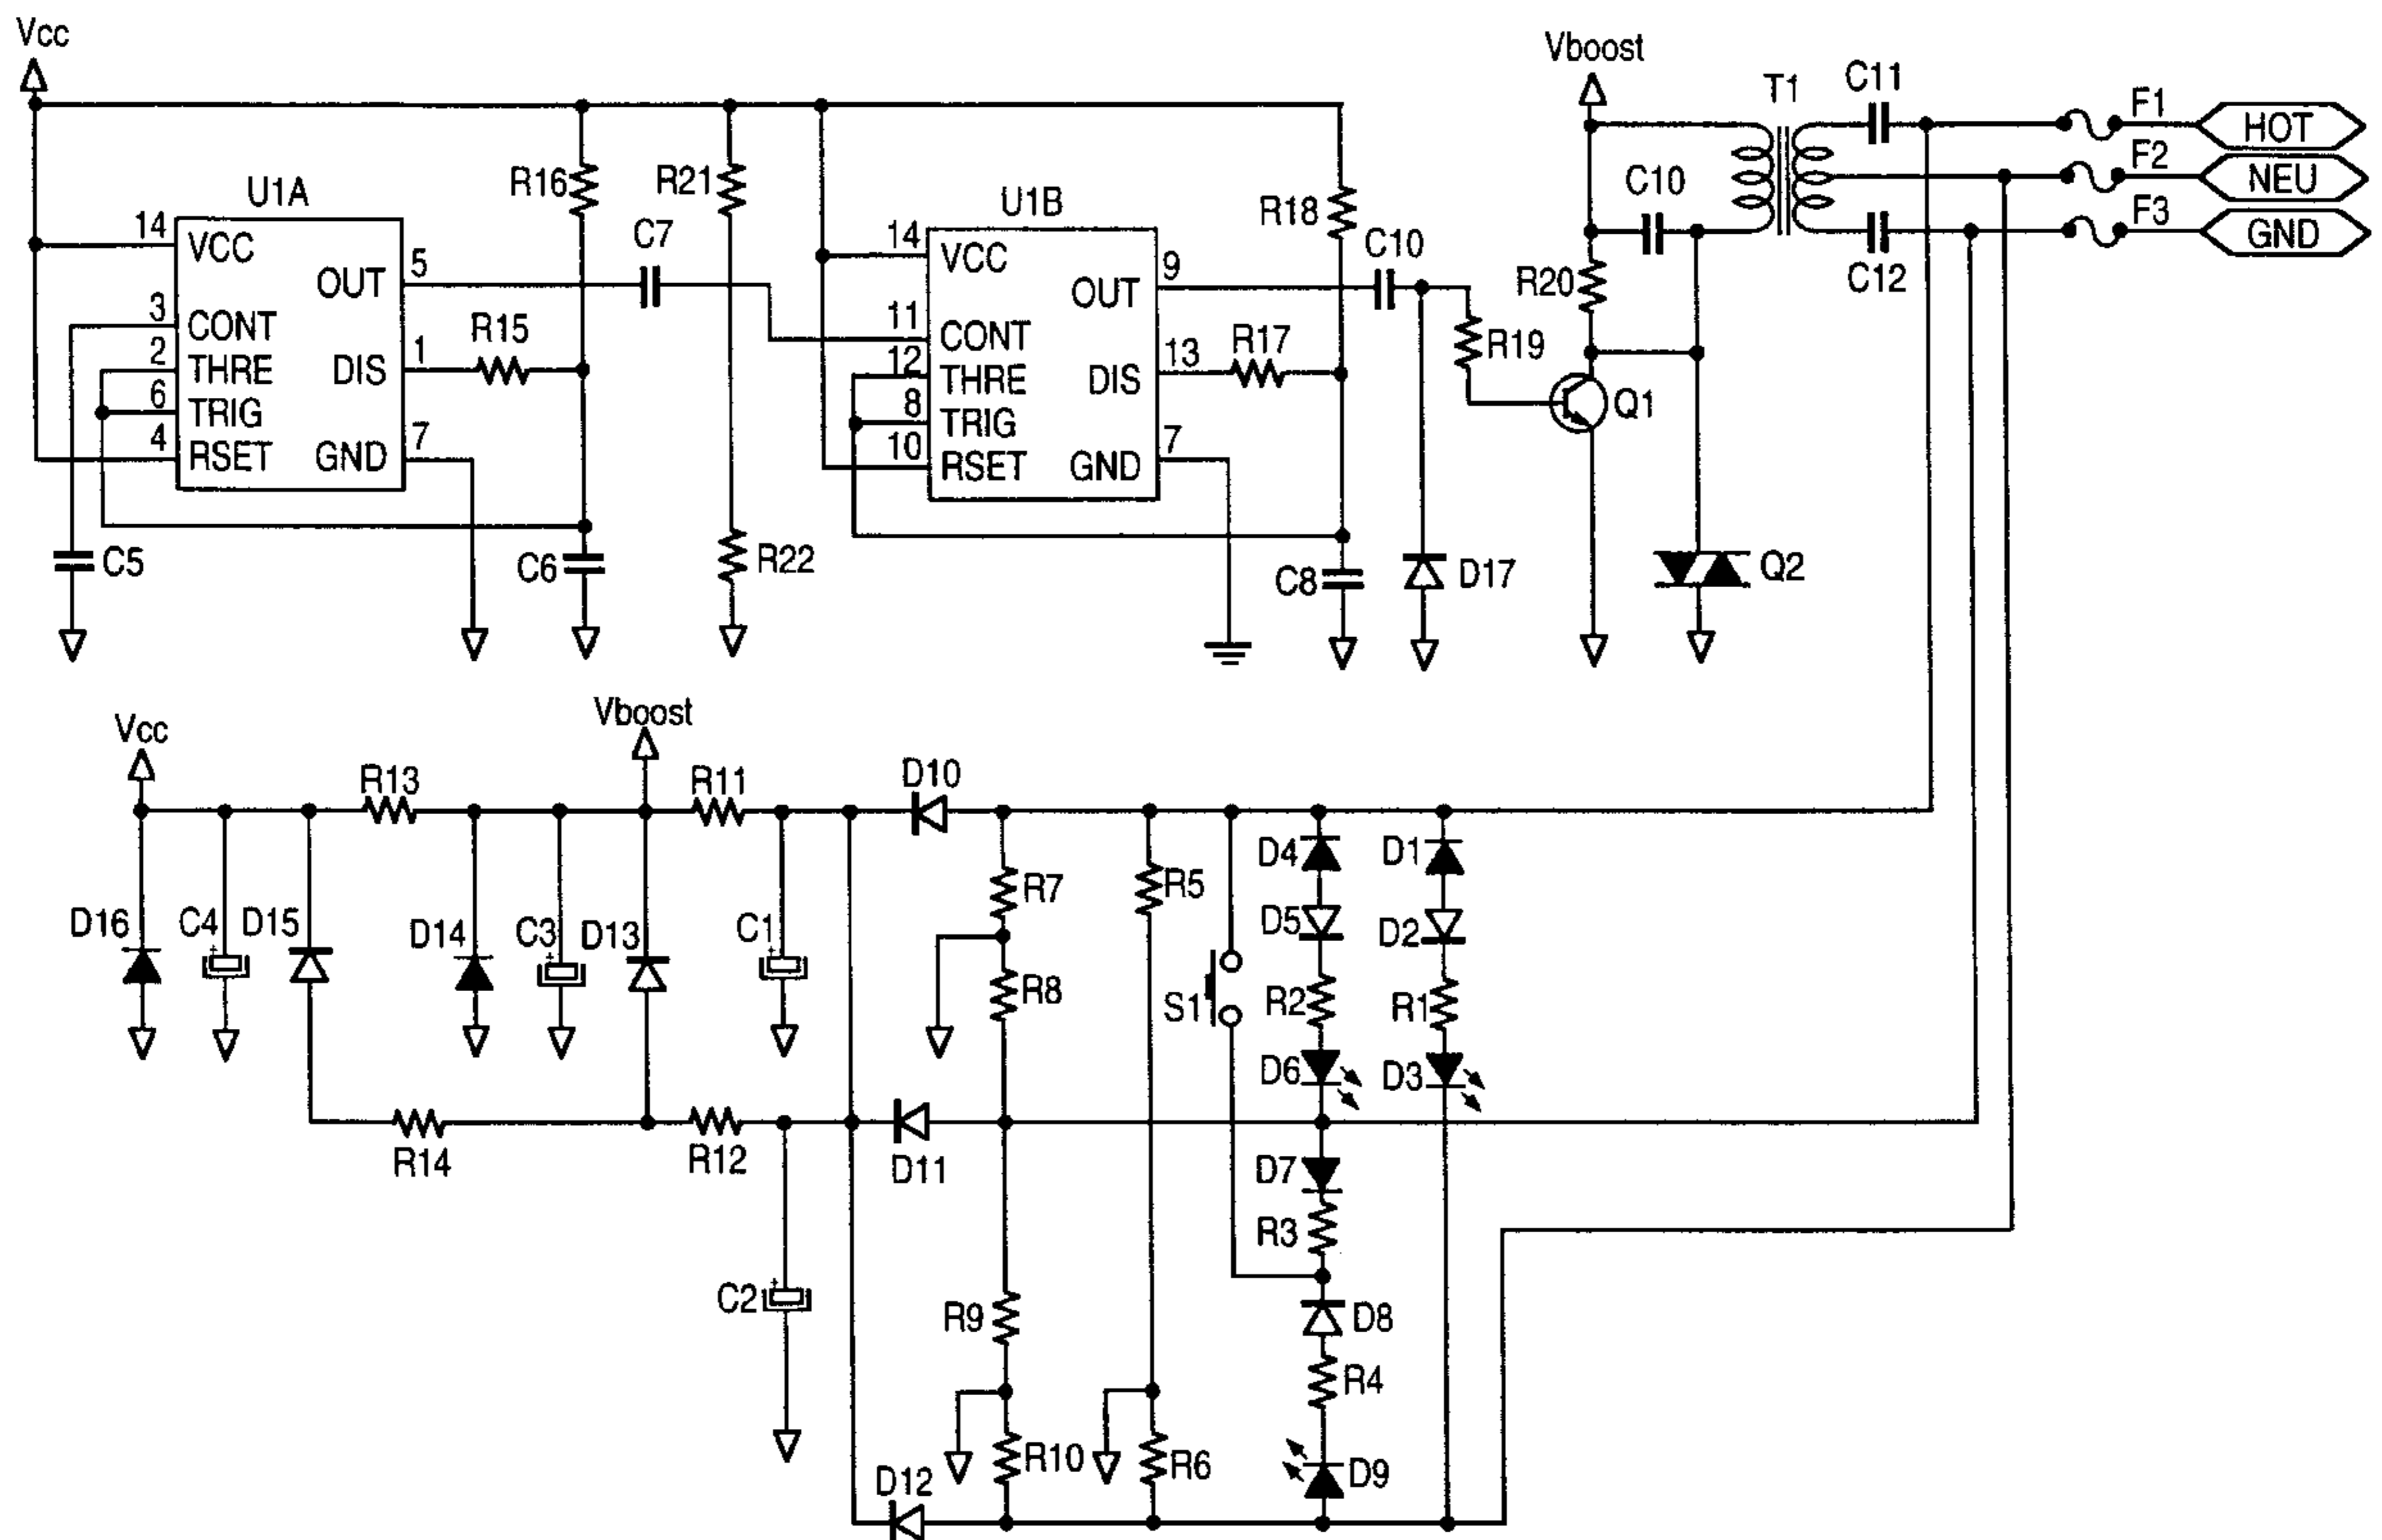 Vcc
Vboost
T1
C11
F1
HOT
F2
NEU
F3
GND
C12
C10
R16
R21
R18
R20
U1A
14
VCC
OUT
5
3
CONT
2
THRE
DIS
1
6
TRIG
4
RSET
GND
7
R15
C7
U1B
14
VCC
OUT
9
11
CONT
12
THRE
DIS
13
8
TRIG
10
RSET
GND
7
R17
C10
R19
Q1
C5
C6
R22
C8
D17
Q2
Vcc
Vboost
R13
R11
D10
D16
C4
D15
D14
C3
D13
C1
R7
R5
D4
D1
D5
D2
R8
S1
R2
R1
D6
D3
R14
R12
D11
D7
R3
C2
R9
D8
R4
R10
R6
D9
D12